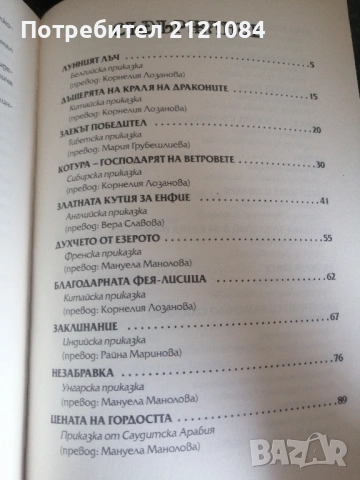 Потребител 2121084
СЪДЪРЖАНИЕ
ЛУННИЯТ ЛЪЧ 5
Белгийска приказка
(превод: Корнелия Лозанова)
ДЪЩЕРЯТА НА КРАЛЯ НА ДРАКОНИТЕ 15
Китайска приказка
(превод: Корнелия Лозанова)
ЗАЕКЪТ ПОБЕДИТЕЛ 20
Тибетска приказка
(превод: Мария Грубешлиева)
КОТУРА – ГОСПОДАРЯТ НА ВЕТРОВЕТЕ 30
Сибирска приказка
(превод: Корнелия Лозанова)
ЗЛАТНАТА КУТИЯ ЗА ЕНФИЕ 41
Английска приказка
(превод: Вера Славова)
ДУХЧЕТО ОТ ЕЗЕРОТО 55
Френска приказка
(превод: Мануела Манолова)
БЛАГОРОДНАТА ФЕЯ-ЛИСИЦА 62
Китайска приказка
(превод: Корнелия Лозанова)
ЗАКЛИНАНИЕ 67
Индийска приказка
(превод: Райна Маринова)
НЕЗАБРАВКА 76
Унгарска приказка
(превод: Мануела Манолова)
ЦЕНАТА НА ГОРДОСТТА 89
Приказка от Саудитска Арабия
(превод: Мануела Манолова)
bazar